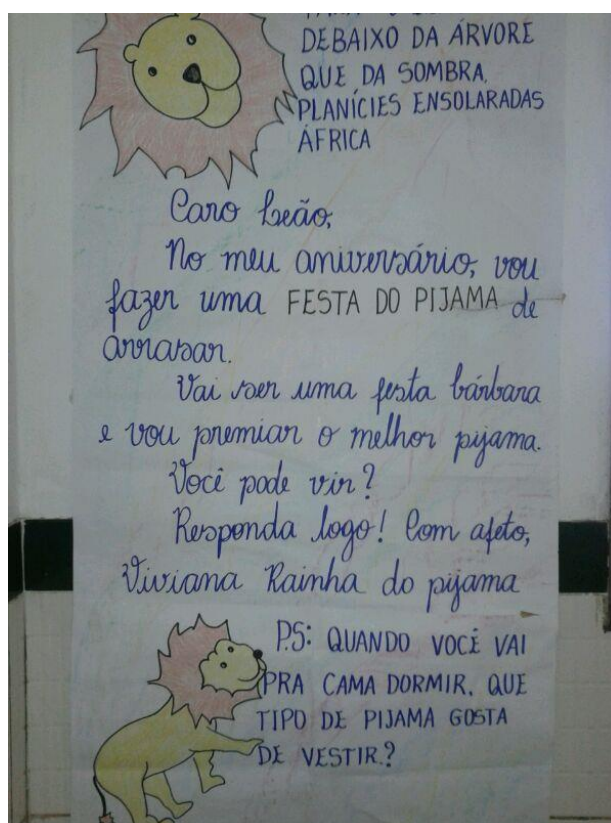 DEBAIXO DA ÁRVORE
QUE DA SOMBRA.
PLANÍCIES ENSOLARADAS
ÁFRICA
Caro Leão,
No meu aniversário, vou
fazer uma FESTA DO PIJAMA de
arrasar.
Vai ser uma festa bárbara
e vou premiar o melhor pijama.
Você pode vir?
Responda logo! Com afeto,
Viviana Rainha do pijama
P.S: QUANDO VOCÊ VAI
PRA CAMA DORMIR, QUE
TIPO DE PIJAMA GOSTA
DE VESTIR.?